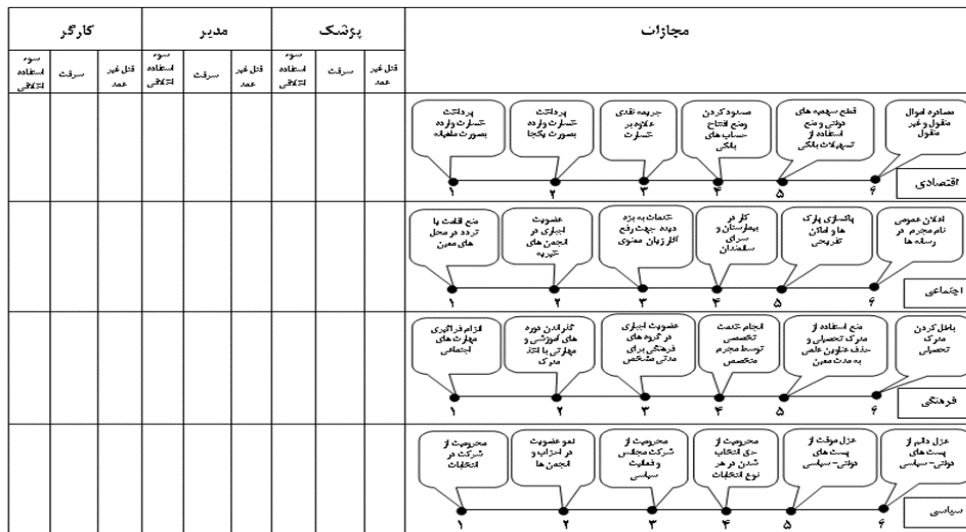 مجازات
پزشک
مدیر
کارگر
قتل غیر
عمد
سرقت
سوء
استفاده
اخلاقی
قتل غیر
عمد
سرقت
سوء
استفاده
اخلاقی
قتل غیر
عمد
سرقت
سوء
استفاده
اخلاقی
مصادره اموال
منقول و غیر
منقول
قطع سهمیه های
دولتی و منع
استفاده از
تسهیلات بانکی
مسدود کردن
ومنع افتتاح
حساب های
بانکی
جریمه نقدی
علاوه بر
خسارت
پرداخت
خسارت وارده
بصورت یکجا
پرداخت
خسارت وارده
بصورت ماهیانه
۶
۵
۴
۳
۲
۱
اقتصادی
اعلان عمومی
نام مجرم در
رسانه ها
پاکسازی پارک
ها و اماکن
تفریحی
کار در
بیمارستان و
سرای
سالمندان
خدمات به بزه
دیده جهت رفع
آثار زیان معنوی
عضویت
اجباری در
انجمن های
خیریه
منع اقامت یا
تردد در محل
های معین
۶
۵
۴
۳
۲
۱
اجتماعی
باطل کردن
مدرک
تحصیلی
منع استفاده از
مدرک تحصیلی و
حذف عناوین علمی
به مدت معین
انجام خدمت
تخصصی
توسط مجرم
متخصص
عضویت اجباری
در گروه های
فرهنگی برای
مدتی مشخص
گذراندن دوره
های آموزشی و
مهارتی با اخذ
مدرک
الزام فراگیری
مهارت های
اجتماعی
۶
۵
۴
۳
۲
۱
فرهنگی
عزل دائم از
پست های
دولتی- سیاسی
عزل موقت از
پست های
دولتی- سیاسی
محرومیت از
حق انتخاب
شدن در هر
نوع انتخابات
محرومیت از
شرکت مجالس
و فعالیت
سیاسی
لغو عضویت
در احزاب و
انجمن ها
محرومیت از
شرکت در
انتخابات
۶
۵
۴
۳
۲
۱
سیاسی